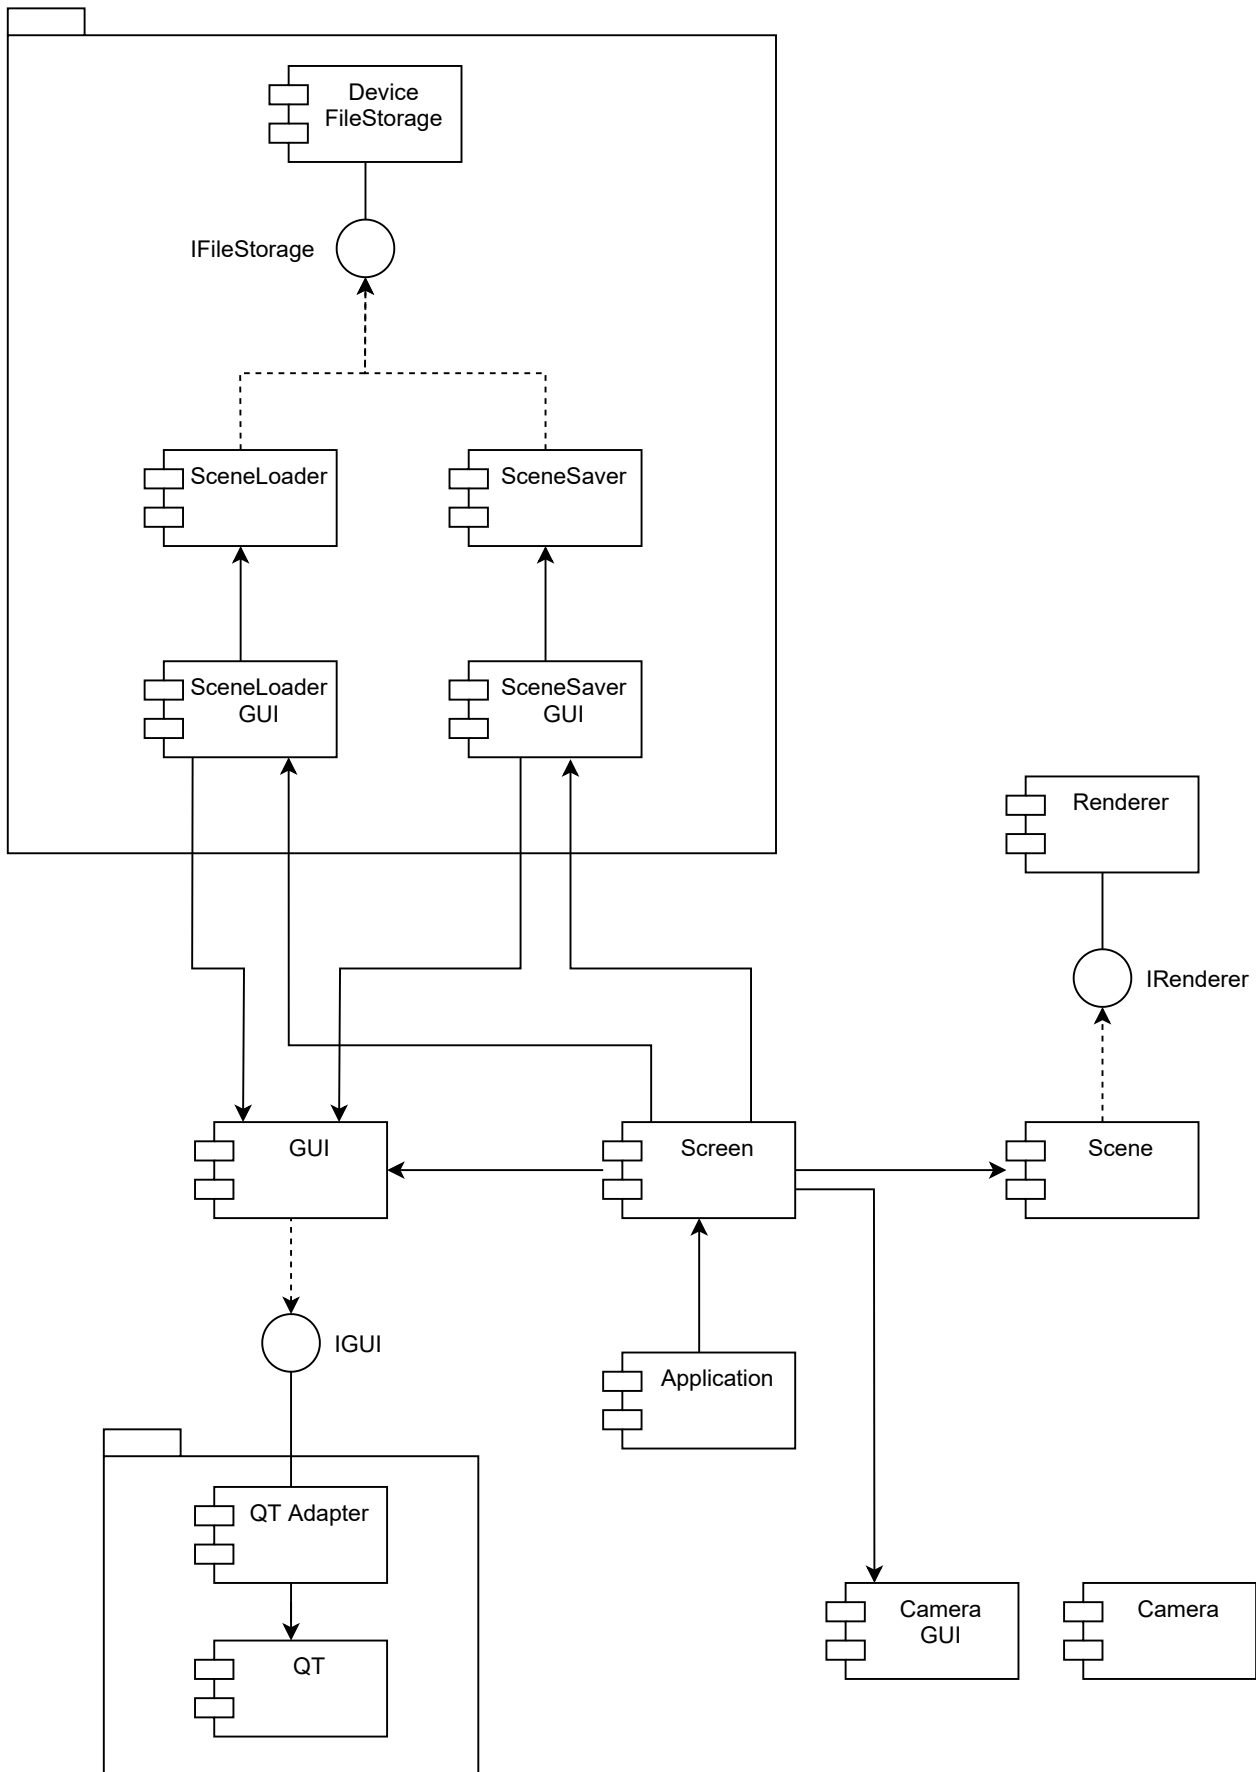 Device
FileStorage
IFileStorage
SceneLoader
SceneSaver
SceneLoader
GUI
SceneSaver
GUI
Renderer
IRenderer
GUI
Screen
Scene
IGUI
Application
QT Adapter
Camera
GUI
Camera
QT